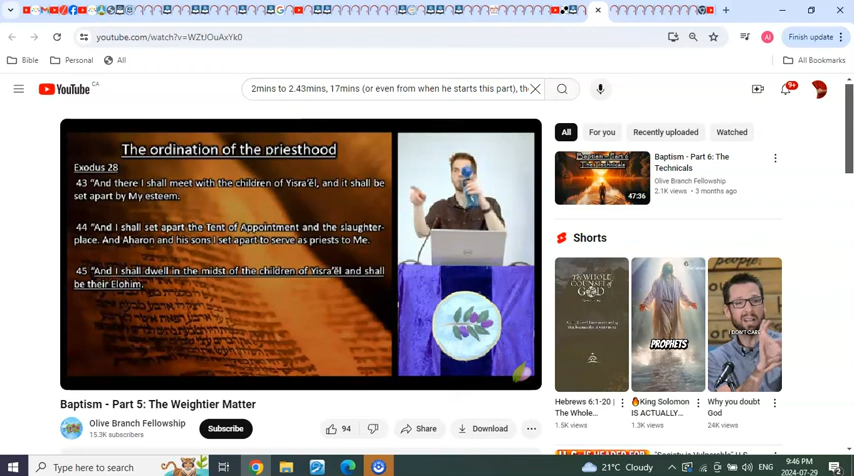 Finish update
youtube.com/watch?v=WZtJOuAxYk0
Bible
Personal
All
All Bookmarks
YouTube CA
2mins to 2.43mins, 17mins (or even from when he starts this part), th
9+
The ordination of the priesthood
Exodus 28
43 “And there I shall meet with the children of Yisra’ĕl, and it shall be
set apart by My esteem.
44 “And I shall set apart the Tent of Appointment and the slaughter-
place. And Aharon and his sons I set apart to serve as priests to Me.
45 “And I shall dwell in the midst of the children of Yisra’ĕl and shall
be their Elohim.
All
For you
Recently uploaded
Watched
Baptism - Part 6: The
Technicals
Olive Branch Fellowship
2.1K views • 3 months ago
47:36
Shorts
THE WHOLE
COUNSEL OF
GOD
PROPHETS
I DON'T CARE
Hebrews 6:1-20 |
The Whole...
1.5K views
🔥King Solomon
IS ACTUALLY...
1.3K views
Why you doubt
God
24K views
Baptism - Part 5: The Weightier Matter
Olive Branch Fellowship
15.3K subscribers
Subscribe
94
Share
Download
Type here to search
21°C Cloudy
ENG
9:46 PM
2024-07-29